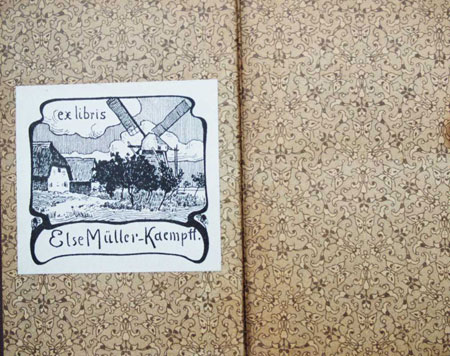 ex libris
Else Müller-Kaempff.